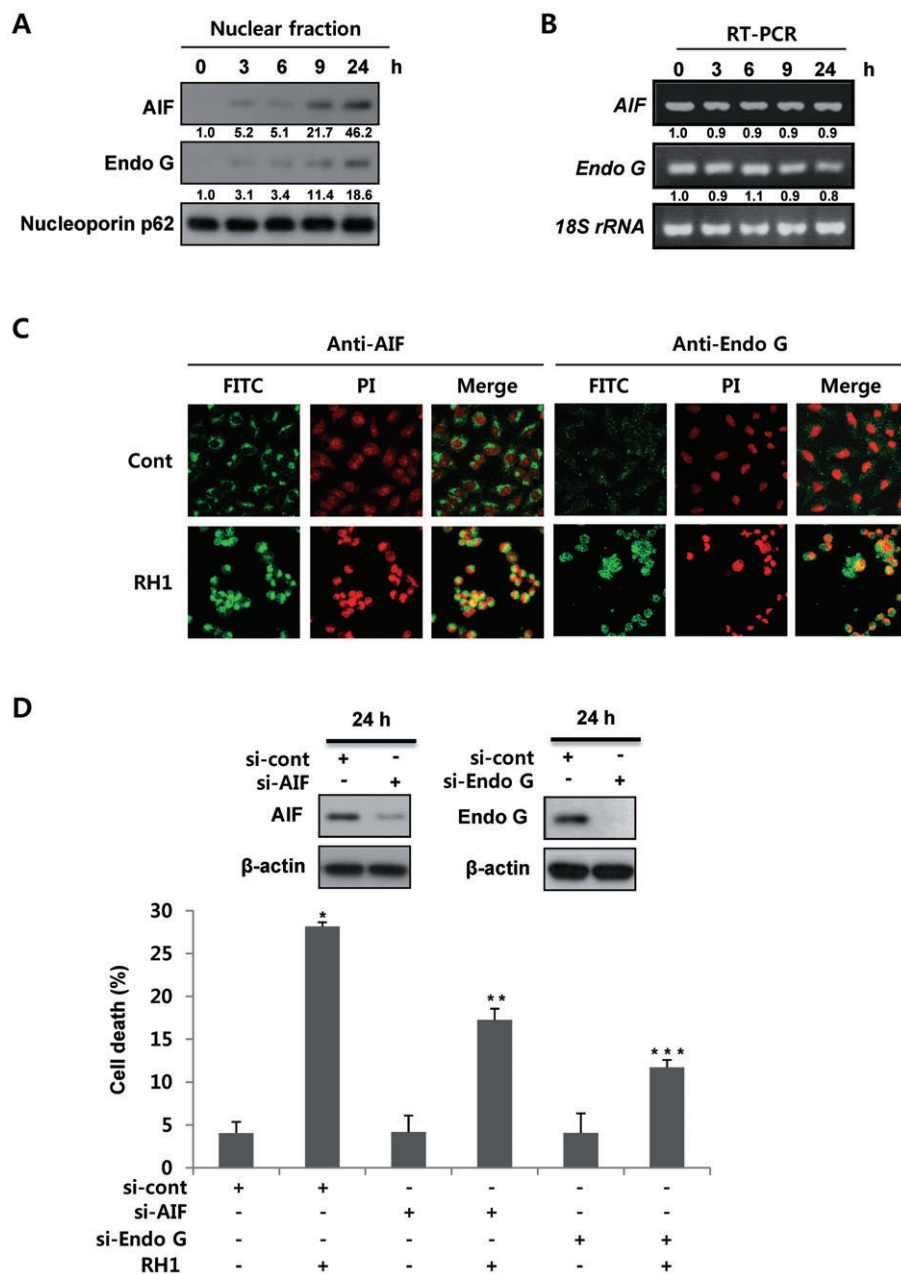 A
Nuclear fraction
0 3 6 9 24 h
AIF
1.0 5.2 5.1 21.7 46.2
Endo G
1.0 3.1 3.4 11.4 18.6
Nucleoporin p62
B
RT-PCR
0 3 6 9 24 h
AIF
1.0 0.9 0.9 0.9 0.9
Endo G
1.0 0.9 1.1 0.9 0.8
18S rRNA
C
Anti-AIF Anti-Endo G
FITC PI Merge FITC PI Merge
Cont
RH1
D
24 h
si-cont + -
si-AIF - +
AIF
β-actin
24 h
si-cont + -
si-Endo G - +
Endo G
β-actin
Cell death (%)
30
25
20
15
10
5
0
*
**
***
si-cont + + - - - -
si-AIF - - + + - -
si-Endo G - - - - + +
RH1 - + - + - +